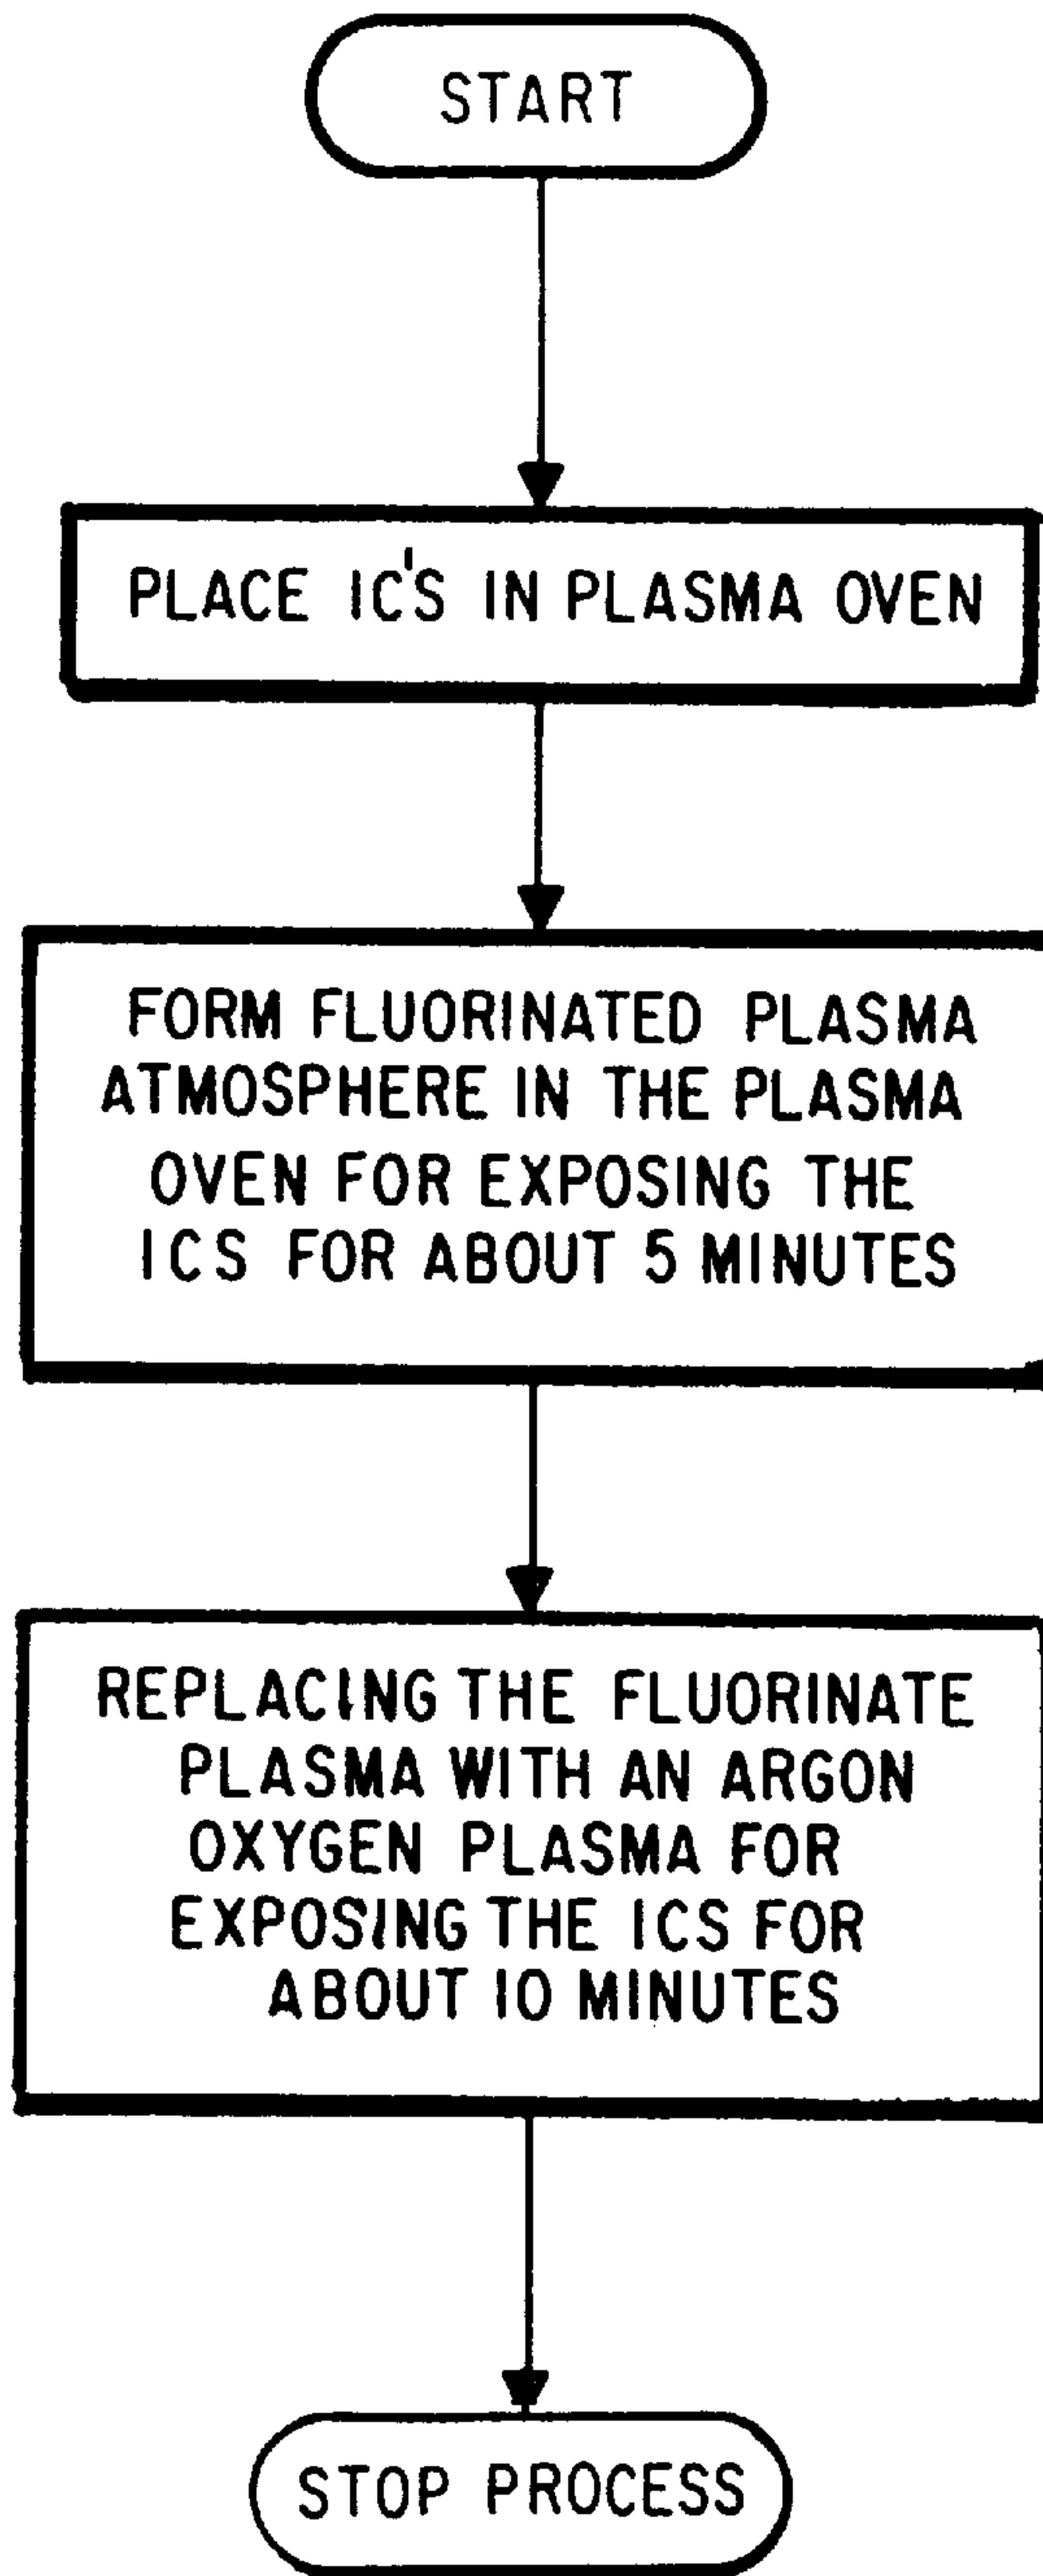 START
PLACE IC'S IN PLASMA OVEN
FORM FLUORINATED PLASMA
ATMOSPHERE IN THE PLASMA
OVEN FOR EXPOSING THE
ICS FOR ABOUT 5 MINUTES
REPLACING THE FLUORINATE
PLASMA WITH AN ARGON
OXYGEN PLASMA FOR
EXPOSING THE ICS FOR
ABOUT 10 MINUTES
STOP PROCESS